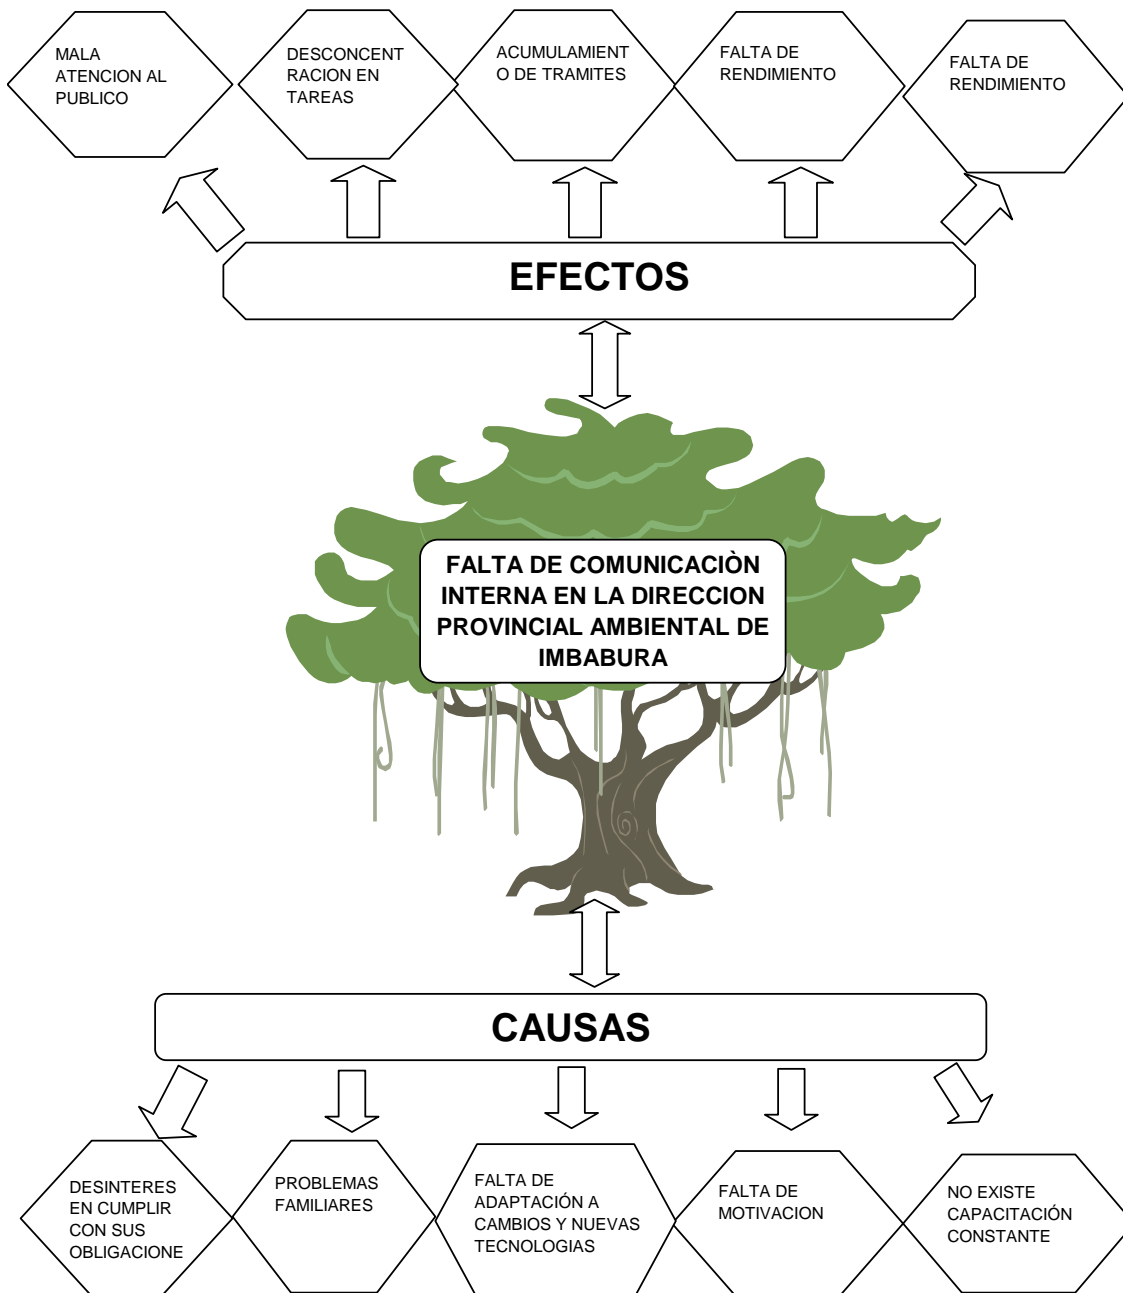 MALA
ATENCION AL
PUBLICO
DESCONCENT
RACION EN
TAREAS
ACUMULAMIENT
O DE TRAMITES
FALTA DE
RENDIMIENTO
FALTA DE
RENDIMIENTO
EFECTOS
FALTA DE COMUNICACIÒN
INTERNA EN LA DIRECCION
PROVINCIAL AMBIENTAL DE
IMBABURA
CAUSAS
DESINTERES
EN CUMPLIR
CON SUS
OBLIGACIONE
PROBLEMAS
FAMILIARES
FALTA DE
ADAPTACIÓN A
CAMBIOS Y NUEVAS
TECNOLOGIAS
FALTA DE
MOTIVACION
NO EXISTE
CAPACITACIÓN
CONSTANTE